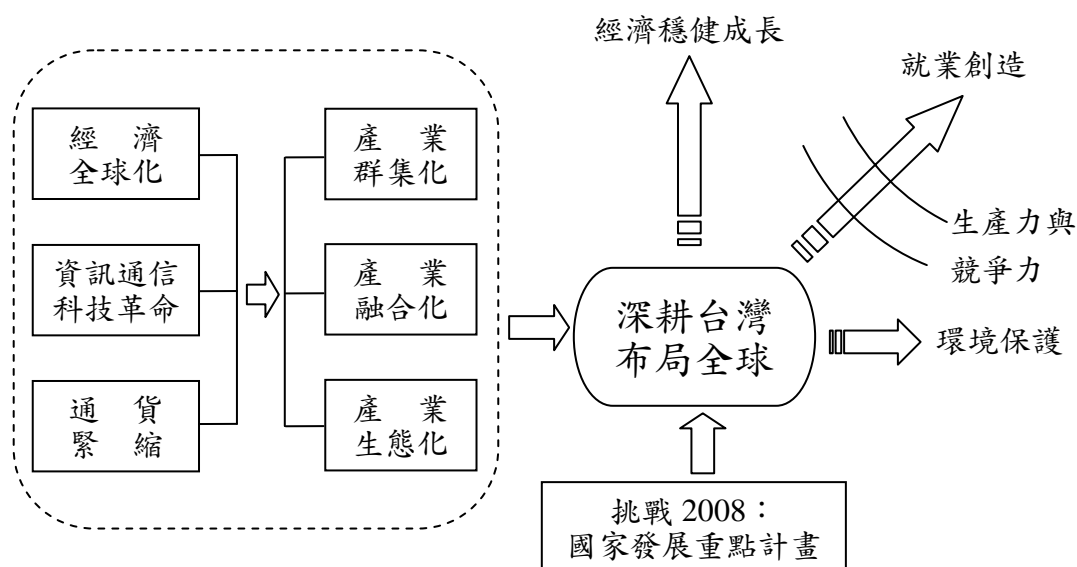 經濟穩健成長
就業創造
經 濟
全球化
資訊通信
科技革命
通 貨
緊 縮
產 業
群集化
產 業
融合化
產 業
生態化
深耕台灣
布局全球
生產力與
競爭力
環境保護
挑戰 2008：
國家發展重點計畫